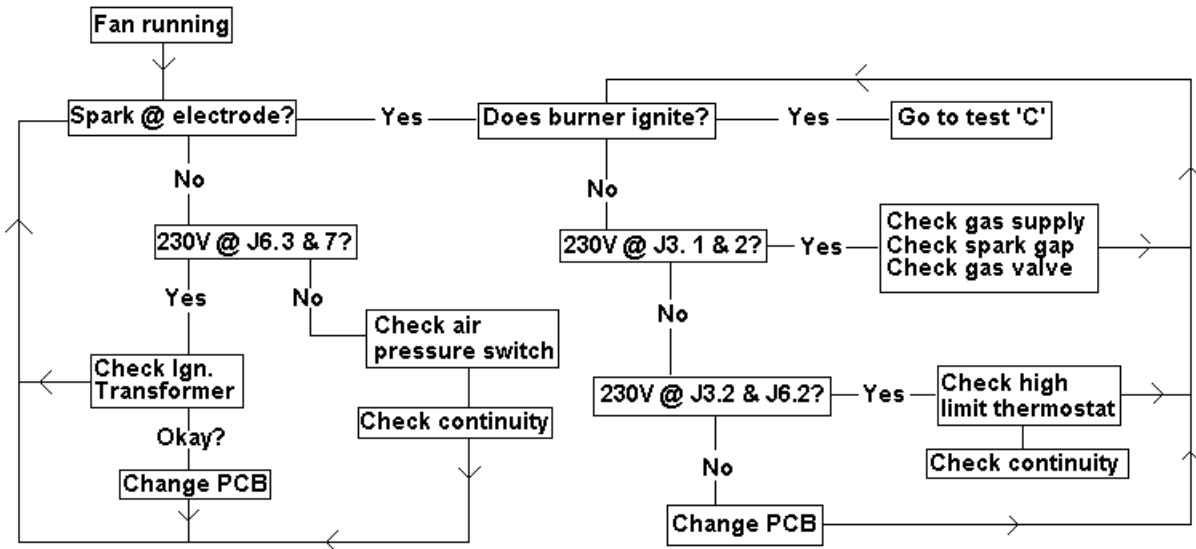 Fan running
Spark @ electrode?
Yes
Does burner ignite?
Yes
Go to test 'C'
No
No
230V @ J6.3 & 7?
230V @ J3. 1 & 2?
Yes
Check gas supply
Check spark gap
Check gas valve
Yes
No
No
Check air
pressure switch
Check Ign.
Transformer
230V @ J3.2 & J6.2?
Yes
Check high
limit thermostat
Check continuity
Okay?
Check continuity
No
Change PCB
Change PCB